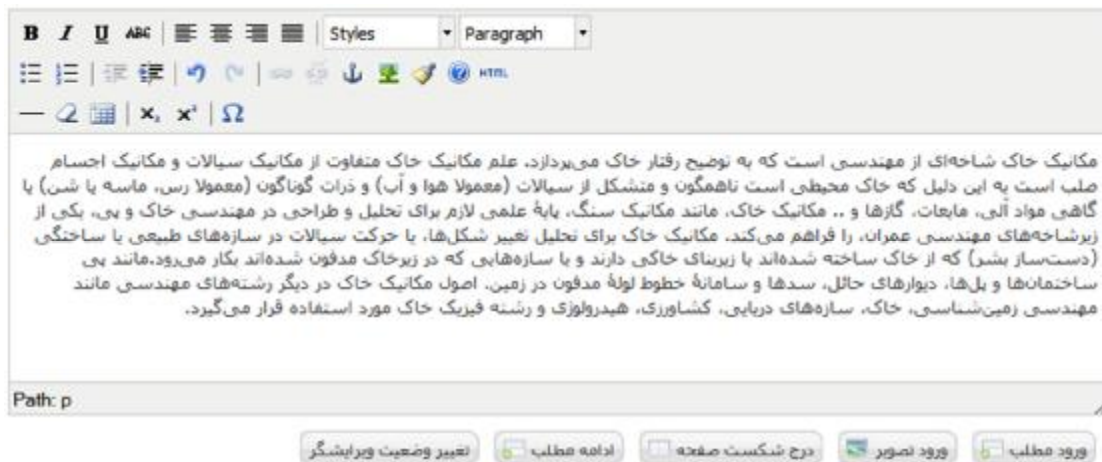 B I U ABC Styles Paragraph
HTML
x₂ x² Ω
مکانیک خاک شاخه‌ای از مهندسی است که به توضیح رفتار خاک می‌پردازد. علم مکانیک خاک متفاوت از مکانیک سیالات و مکانیک اجسام
صلب است به این دلیل که خاک محیطی است ناهمگون و متشکل از سیالات (معمولا هوا و آب) و ذرات گوناگون (معمولا رس، ماسه یا شن) یا
گاهی مواد آلی، مایعات، گازها و .. مکانیک خاک، مانند مکانیک سنگ، پایهٔ علمی لازم برای تحلیل و طراحی در مهندسی خاک و پی، یکی از
زیرشاخه‌های مهندسی عمران، را فراهم می‌کند. مکانیک خاک برای تحلیل تغییر شکل‌ها، یا حرکت سیالات در سازه‌های طبیعی یا ساختگی
(دست‌ساز بشر) که از خاک ساخته شده‌اند یا زیربنای خاکی دارند و یا سازه‌هایی که در زیرخاک مدفون شده‌اند بکار می‌رود.مانند پی
ساختمان‌ها و پل‌ها، دیوارهای حائل، سدها و سامانهٔ خطوط لولهٔ مدفون در زمین. اصول مکانیک خاک در دیگر رشته‌های مهندسی مانند
مهندسی زمین‌شناسی، خاک، سازه‌های دریایی، کشاورزی، هیدرولوژی و رشته فیزیک خاک مورد استفاده قرار می‌گیرد.
Path: p
ورود مطلب ورود تصویر درج شکست صفحه ادامه مطلب تغییر وضعیت ویرایشگر